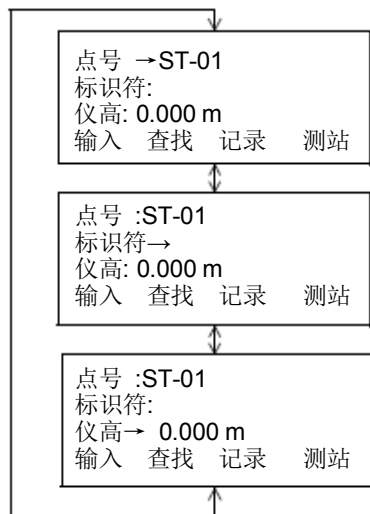 点号 →ST-01
标识符:
仪高: 0.000 m
输入 查找 记录 测站
点号 :ST-01
标识符→
仪高: 0.000 m
输入 查找 记录 测站
点号 :ST-01
标识符:
仪高→ 0.000 m
输入 查找 记录 测站